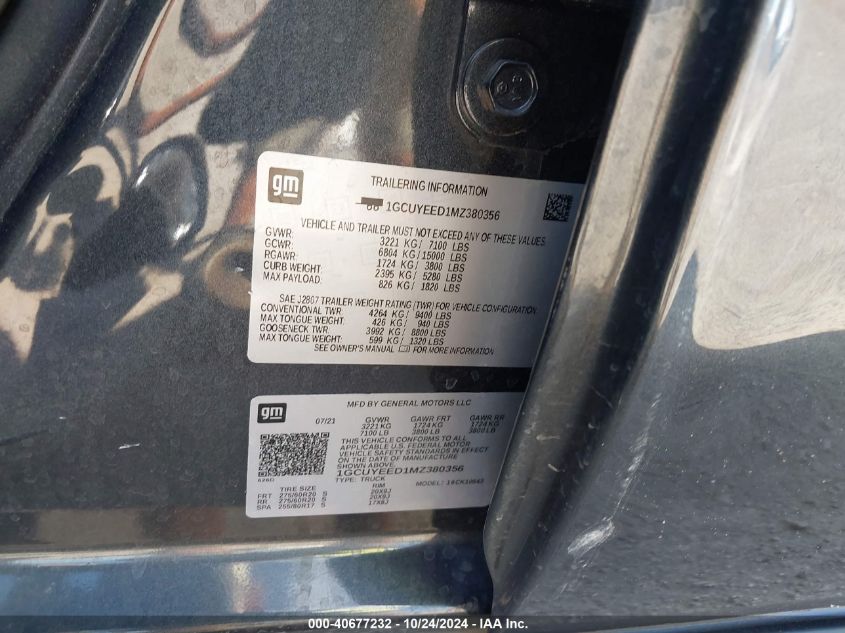 gm
TRAILERING INFORMATION
1GCUYEED1MZ380356
VEHICLE AND TRAILER MUST NOT EXCEED ANY OF THESE VALUES
GVWR: 3221 KG/ 7100 LBS
GCWR: 6804 KG/ 15000 LBS
RGAWR: 1724 KG/ 3800 LBS
CURB WEIGHT: 2395 KG/ 5280 LBS
MAX PAYLOAD: 826 KG/ 1820 LBS
SAE J2807 TRAILER WEIGHT RATING (TWR) FOR VEHICLE CONFIGURATION
CONVENTIONAL TWR: 4264 KG/ 9400 LBS
MAX TONGUE WEIGHT: 426 KG/ 940 LBS
GOOSENECK TWR: 3992 KG/ 8800 LBS
MAX TONGUE WEIGHT: 599 KG/ 1320 LBS
SEE OWNER'S MANUAL FOR MORE INFORMATION
gm
MFD BY GENERAL MOTORS LLC
07/21 GVWR GAWR FRT GAWR RR
3221 KG 1724 KG 1724 KG
7100 LB 3800 LB 3800 LB
THIS VEHICLE CONFORMS TO ALL
APPLICABLE U.S. FEDERAL MOTOR
VEHICLE SAFETY STANDARDS IN EFFECT
ON THE DATE OF MANUFACTURE
SHOWN ABOVE
1GCUYEED1MZ380356
TYPE: TRUCK MODEL:
TIRE SIZE RIM
FRT 275/60R20 S 20X9J
RR 275/60R20 S 20X9J
SPA 255/80R17 S 17X8J
000-40677232 - 10/24/2024 - IAA Inc.